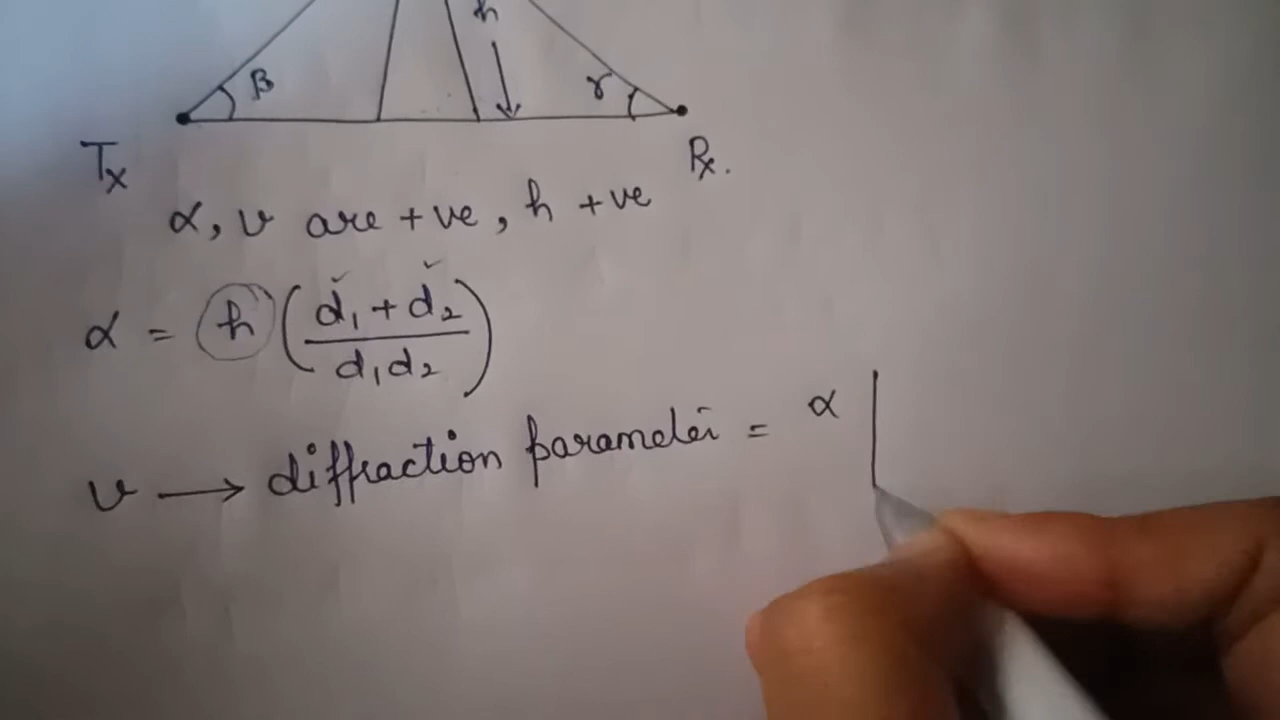 h
β γ
Tx Rx.
α, ν are +ve, h +ve
α = h (d₁ + d₂ / d₁d₂)
ν → diffraction parameter = α